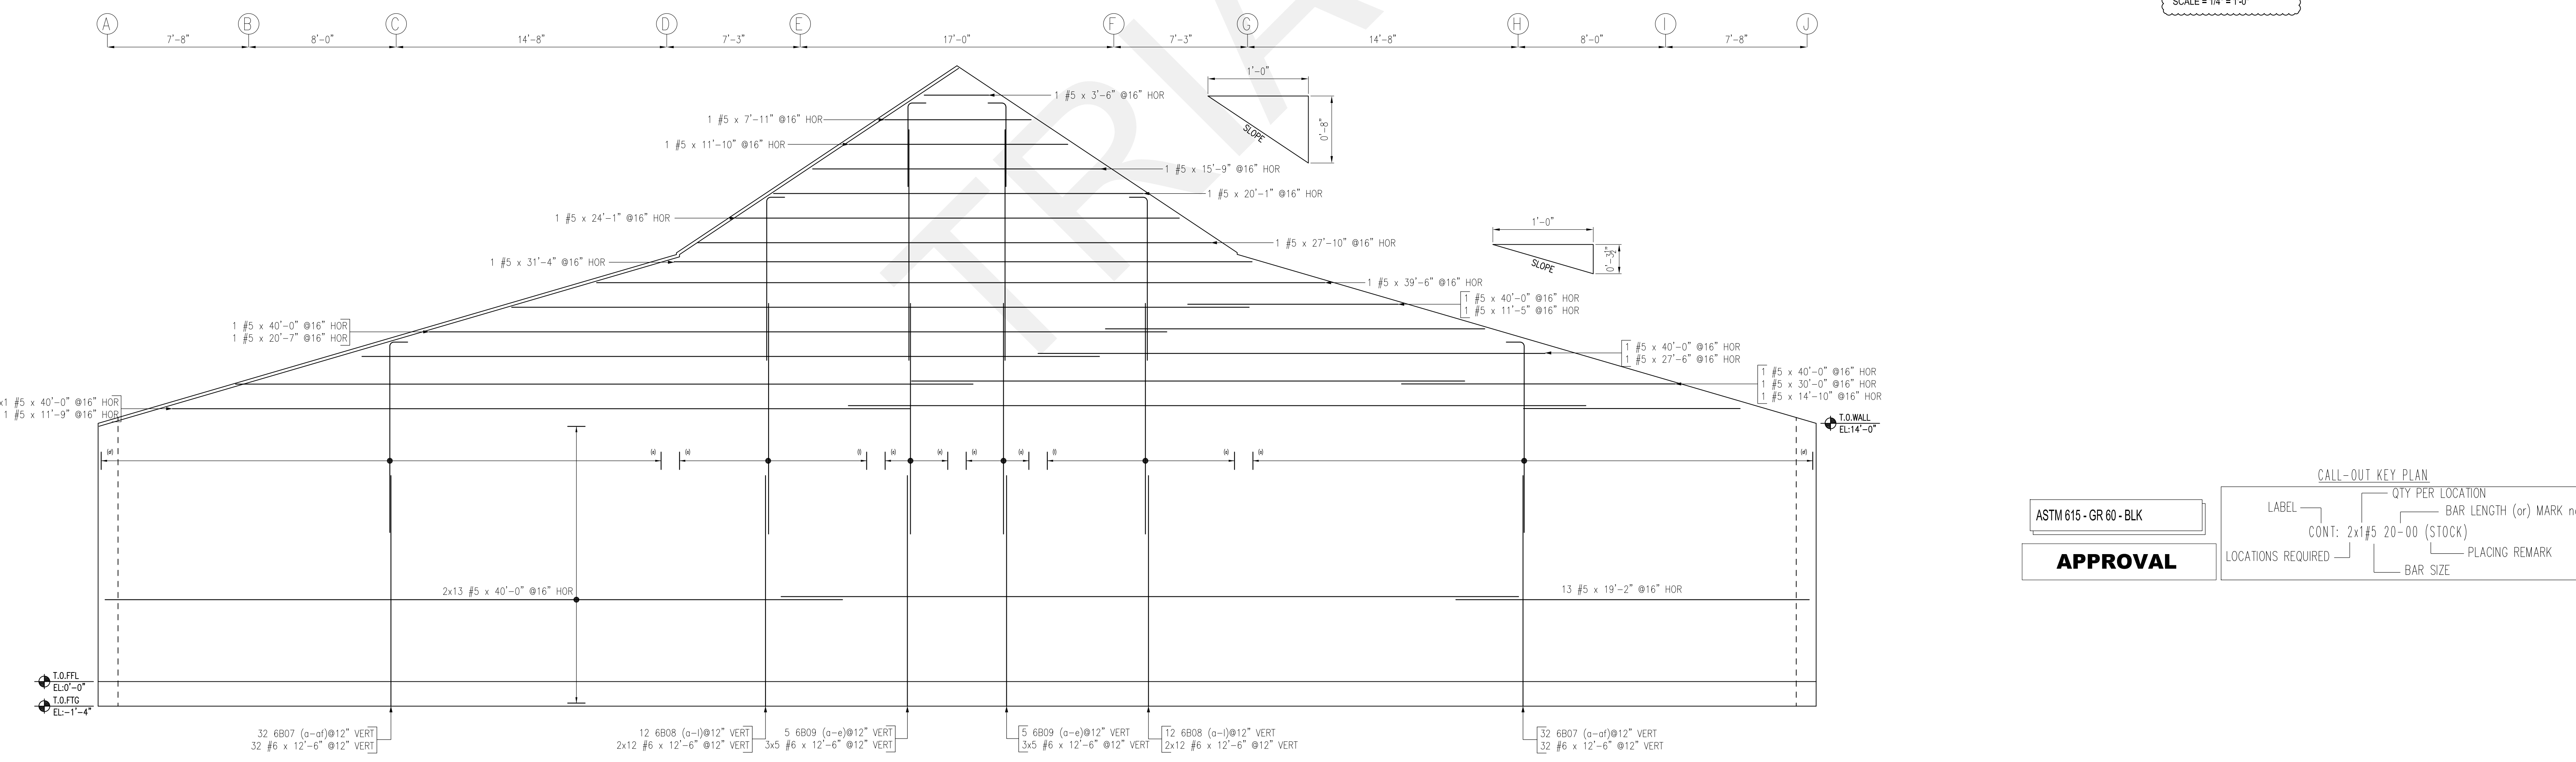 SCALE = 1/4" = 1'-0"
A B C D E F G H I J
7'-8" 8'-0" 14'-8" 7'-3" 17'-0" 7'-3" 14'-8" 8'-0" 7'-8"
TRIA
1 #5 x 3'-6" @16" HOR
1 #5 x 7'-11" @16" HOR
1 #5 x 11'-10" @16" HOR
1 #5 x 15'-9" @16" HOR
1 #5 x 20'-1" @16" HOR
1 #5 x 24'-1" @16" HOR
1 #5 x 27'-10" @16" HOR
1 #5 x 31'-4" @16" HOR
1 #5 x 39'-6" @16" HOR
1'-0"
0'-8"
SLOPE
1'-0"
0'-3½"
SLOPE
1 #5 x 40'-0" @16" HOR
1 #5 x 11'-5" @16" HOR
1 #5 x 40'-0" @16" HOR
1 #5 x 20'-7" @16" HOR
1 #5 x 40'-0" @16" HOR
1 #5 x 27'-6" @16" HOR
1 #5 x 40'-0" @16" HOR
1 #5 x 30'-0" @16" HOR
1 #5 x 14'-10" @16" HOR
x1 #5 x 40'-0" @16" HOR
1 #5 x 11'-9" @16" HOR
T.O.WALL
EL:14'-0"
(af) (a) (a) (l) (a) (e) (e) (a) (l) (a) (a) (af)
2x13 #5 x 40'-0" @16" HOR
13 #5 x 19'-2" @16" HOR
T.O.FFL
EL:0'-0"
T.O.FTG
EL:-1'-4"
32 6B07 (a-af)@12" VERT
32 #6 x 12'-6" @12" VERT
12 6B08 (a-l)@12" VERT
2x12 #6 x 12'-6" @12" VERT
5 6B09 (a-e)@12" VERT
3x5 #6 x 12'-6" @12" VERT
5 6B09 (a-e)@12" VERT
3x5 #6 x 12'-6" @12" VERT
12 6B08 (a-l)@12" VERT
2x12 #6 x 12'-6" @12" VERT
32 6B07 (a-af)@12" VERT
32 #6 x 12'-6" @12" VERT
ASTM 615 - GR 60 - BLK
APPROVAL
CALL-OUT KEY PLAN
QTY PER LOCATION
LABEL
BAR LENGTH (or) MARK
CONT: 2x1#5 20-00 (STOCK)
LOCATIONS REQUIRED
PLACING REMARK
BAR SIZE